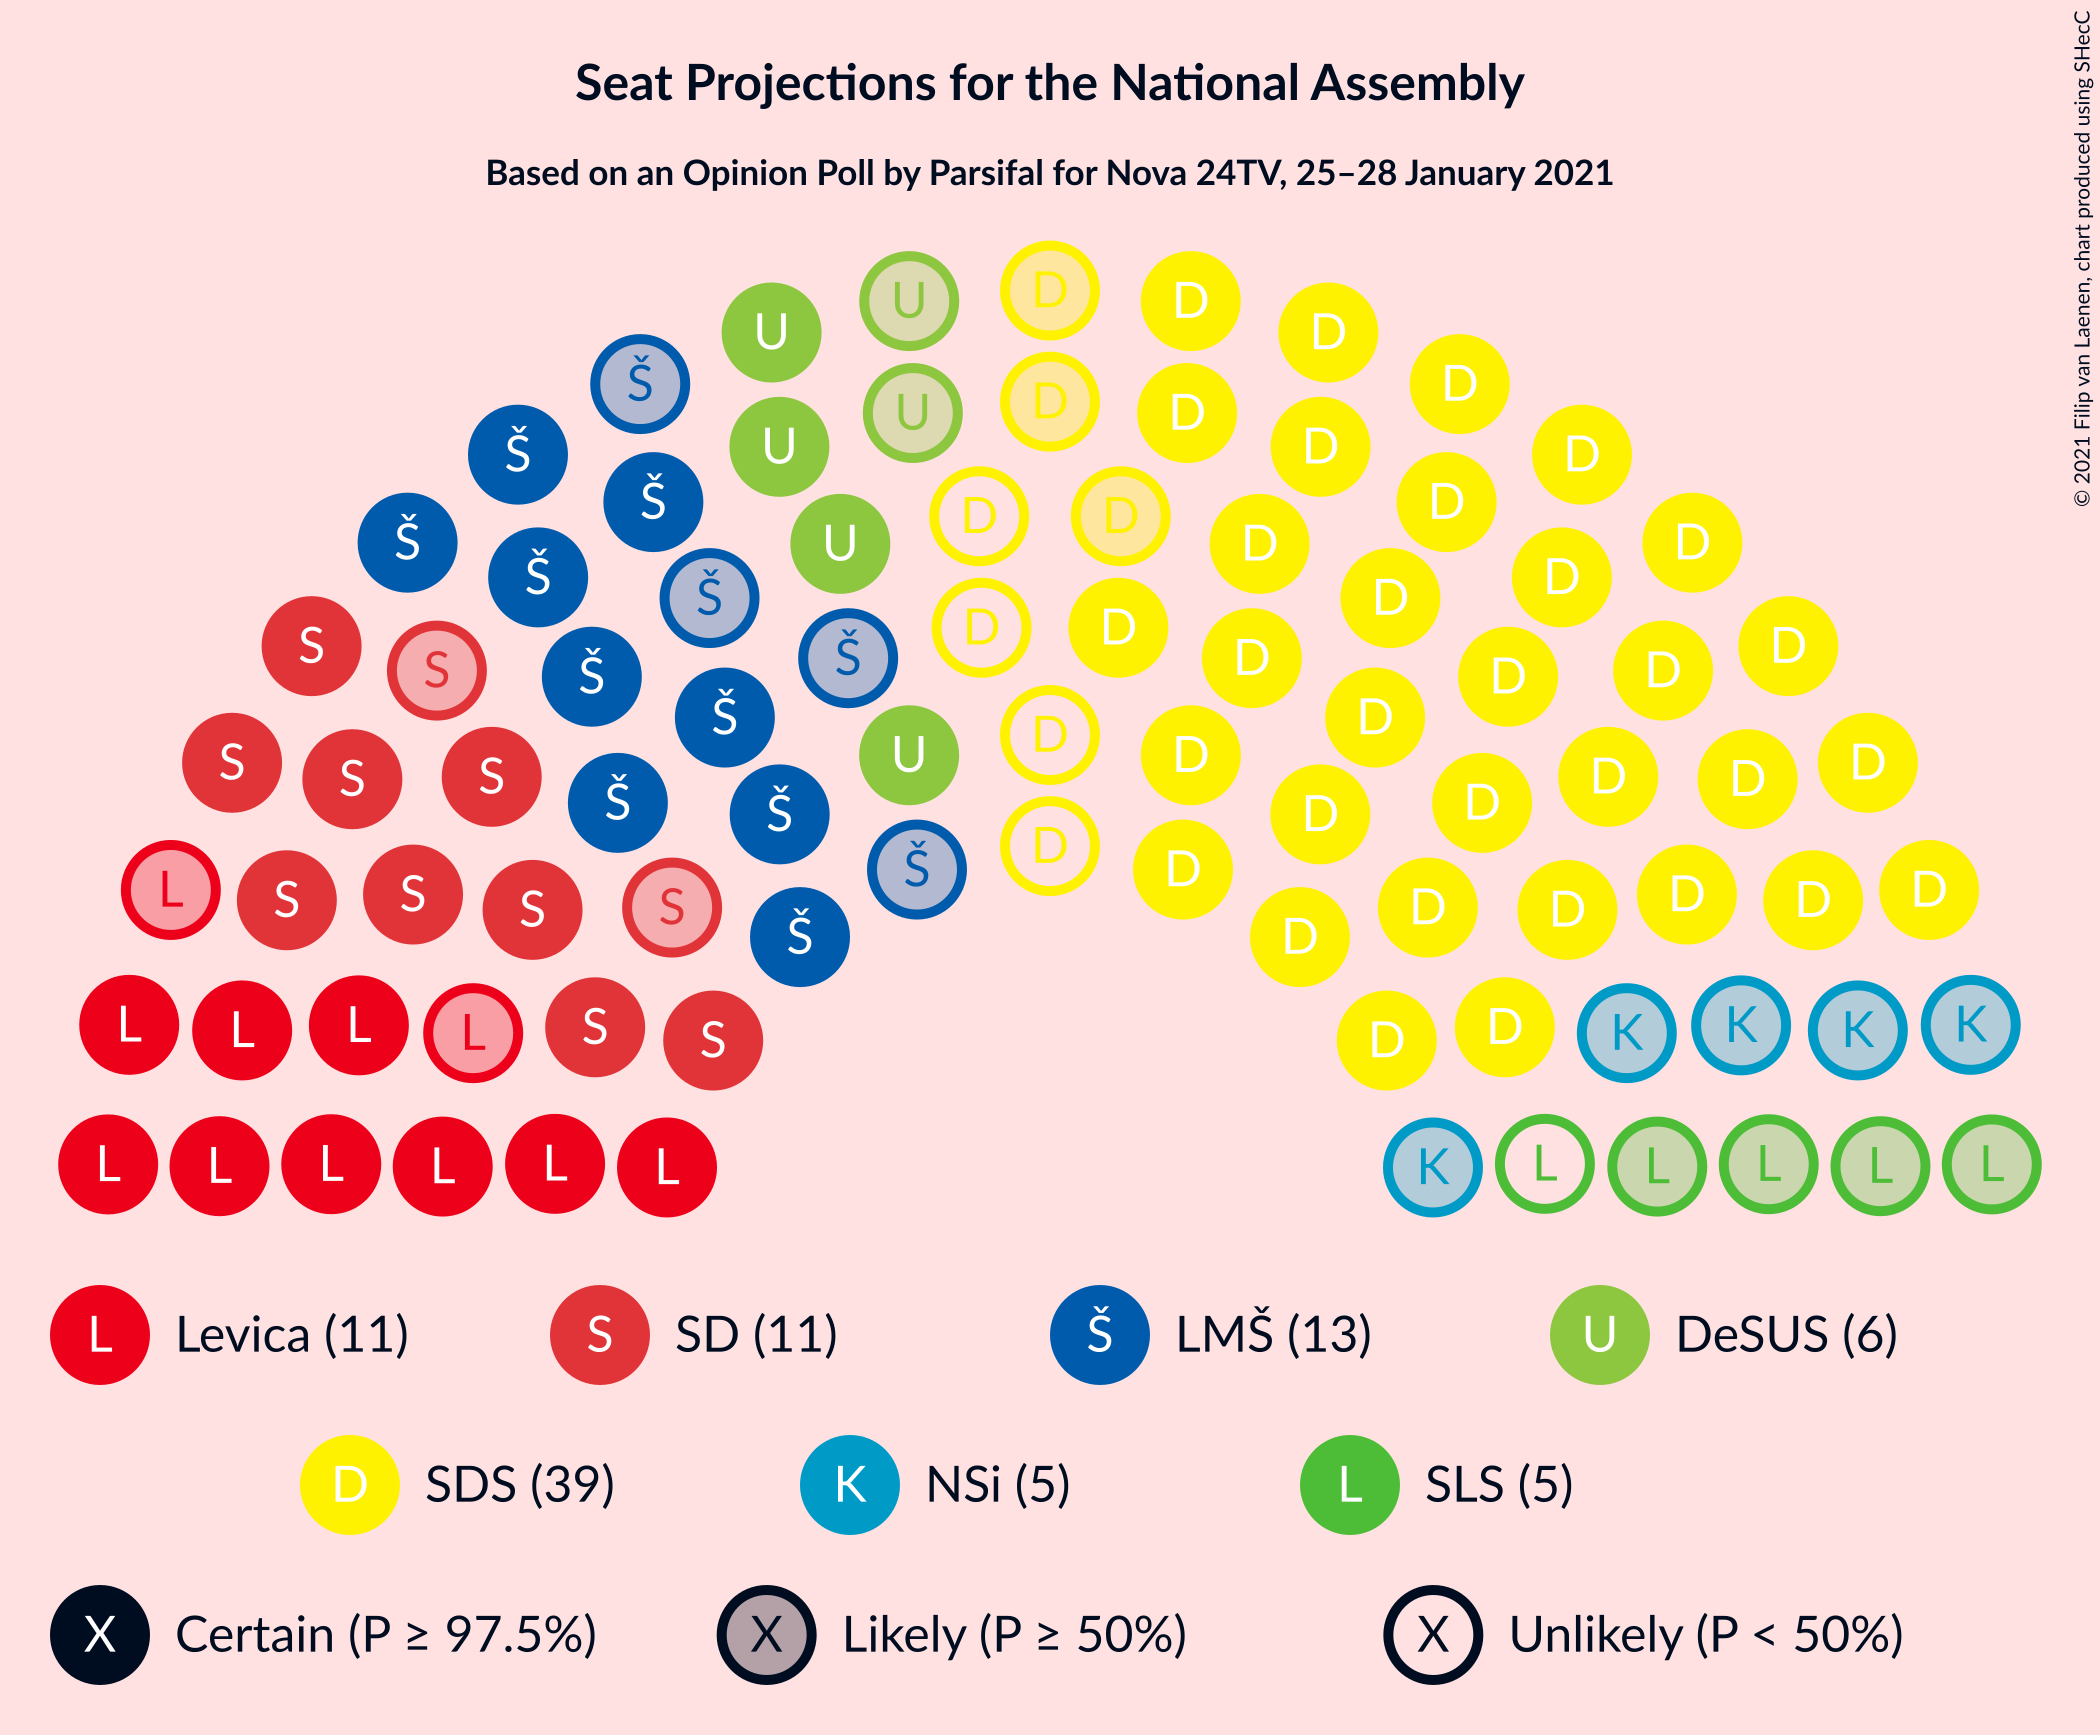 Seat Projections for the National Assembly
Based on an Opinion Poll by Parsifal for Nova 24TV, 25–28 January 2021
© 2021 Filip van Laenen, chart produced using SHecC
U D D
U D
Š D
U D D
Š U D D
Š D D D
Š U D D
Š Š D D
S Š D D D D
S Š D D
Š D D
S S S U D D D D
Š Š D D
Š D D
L S S S S D D D D D
Š D
L L L L S S D D K K K K
L L L L L L K L L L L L
L Levica (11)
S SD (11)
Š LMŠ (13)
U DeSUS (6)
D SDS (39)
K NSi (5)
L SLS (5)
X Certain (P ≥ 97.5%)
X Likely (P ≥ 50%)
X Unlikely (P < 50%)